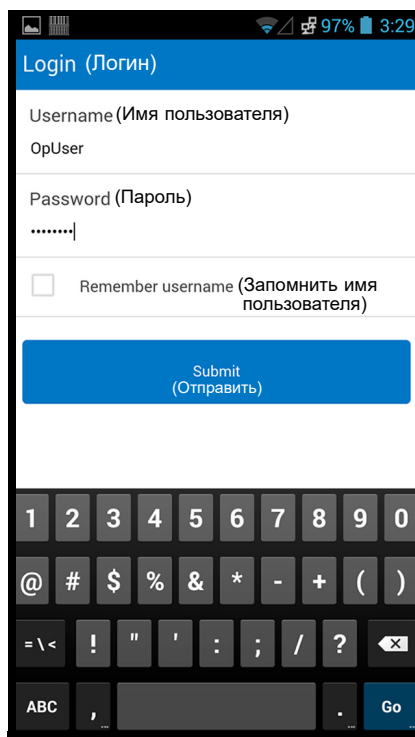 97% 3:29
Login (Логин)
Username (Имя пользователя)
OpUser
Password (Пароль)
••••••••
Remember username (Запомнить имя
пользователя)
Submit
(Отправить)
1 2 3 4 5 6 7 8 9 0
@ # $ % & * - + ( )
= \ < ! " ' : ; / ?
ABC , . Go